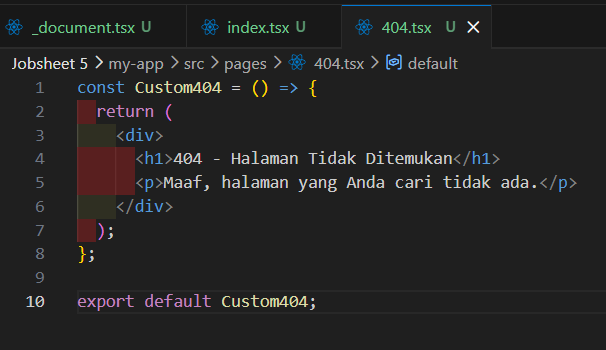 _document.tsx U index.tsx U 404.tsx U
Jobsheet 5 > my-app > src > pages > 404.tsx > default
1 const Custom404 = () => {
2   return (
3     <div>
4       <h1>404 - Halaman Tidak Ditemukan</h1>
5       <p>Maaf, halaman yang Anda cari tidak ada.</p>
6     </div>
7   );
8 };
9
10 export default Custom404;